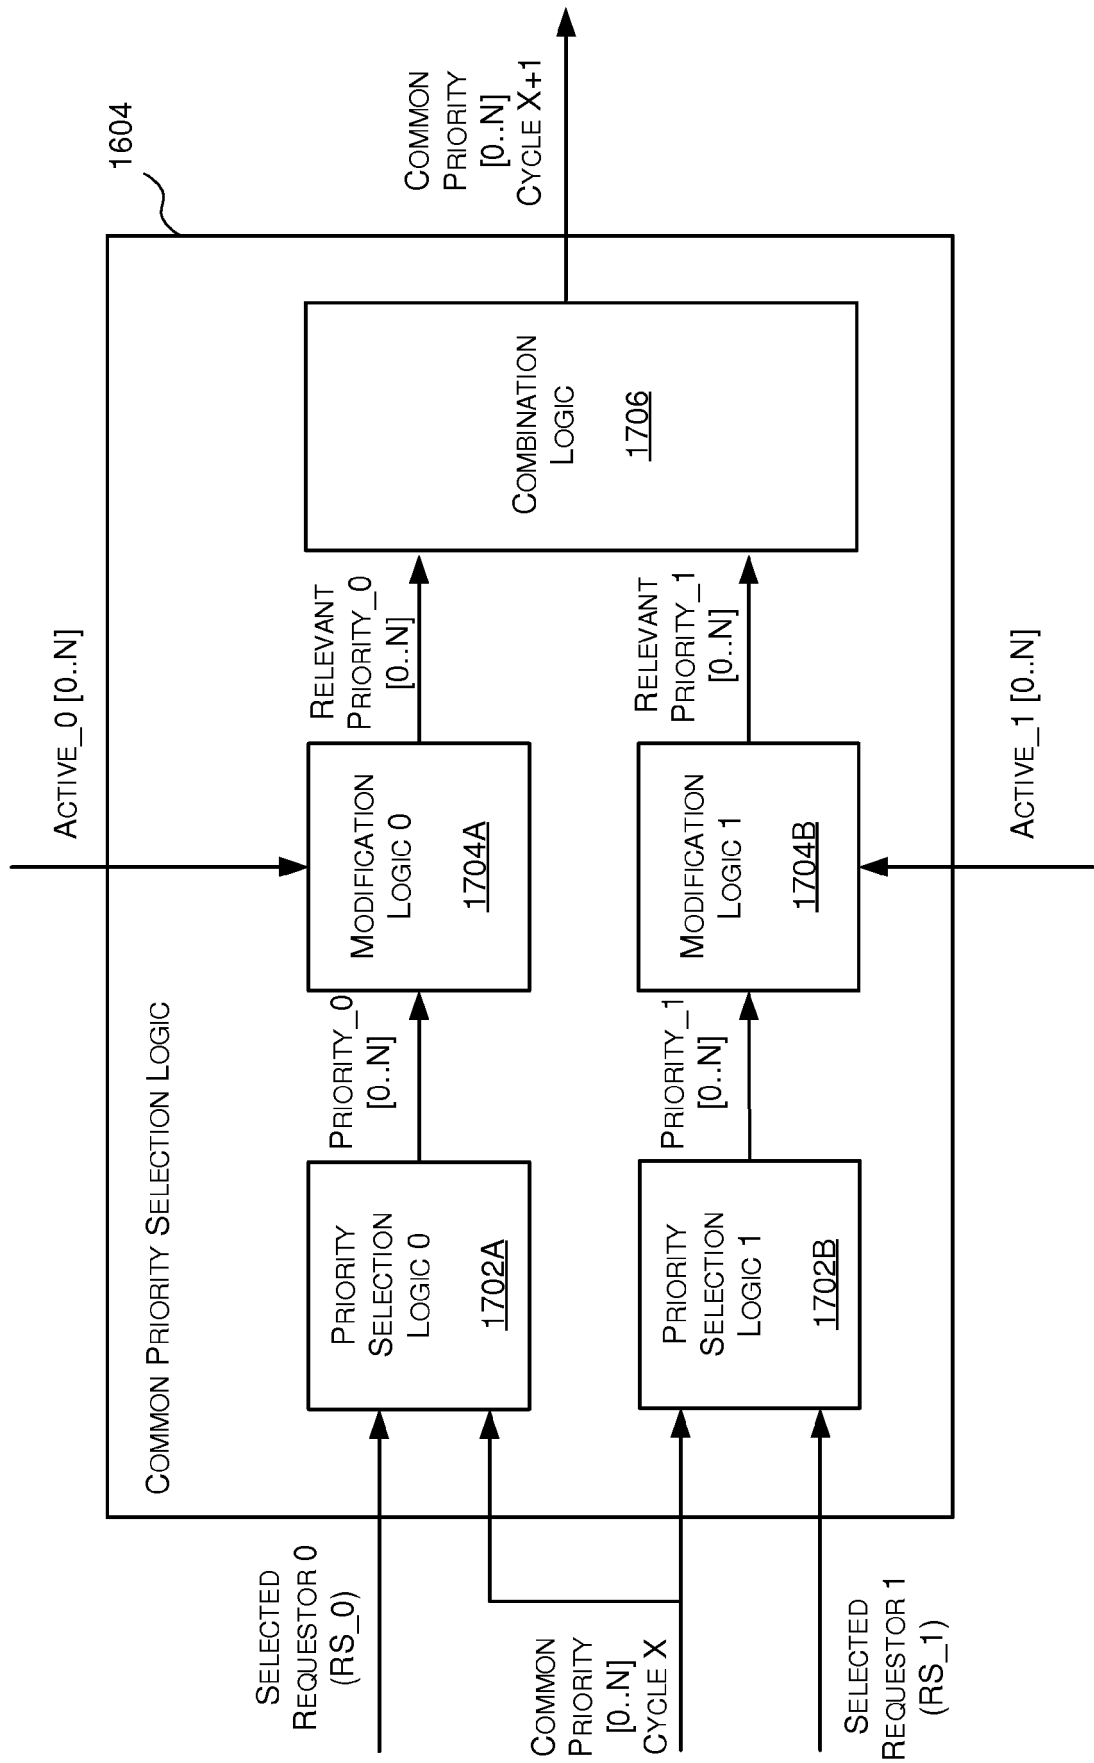 COMMON PRIORITY SELECTION LOGIC
1604
ACTIVE_0 [0..N]
SELECTED
REQUESTOR 0
(RS_0)
PRIORITY
SELECTION
LOGIC 0
1702A
PRIORITY_0
[0..N]
MODIFICATION
LOGIC 0
1704A
RELEVANT
PRIORITY_0
[0..N]
COMBINATION
LOGIC
1706
COMMON
PRIORITY
[0..N]
CYCLE X+1
COMMON
PRIORITY
[0..N]
CYCLE X
SELECTED
REQUESTOR 1
(RS_1)
PRIORITY
SELECTION
LOGIC 1
1702B
PRIORITY_1
[0..N]
MODIFICATION
LOGIC 1
1704B
RELEVANT
PRIORITY_1
[0..N]
ACTIVE_1 [0..N]